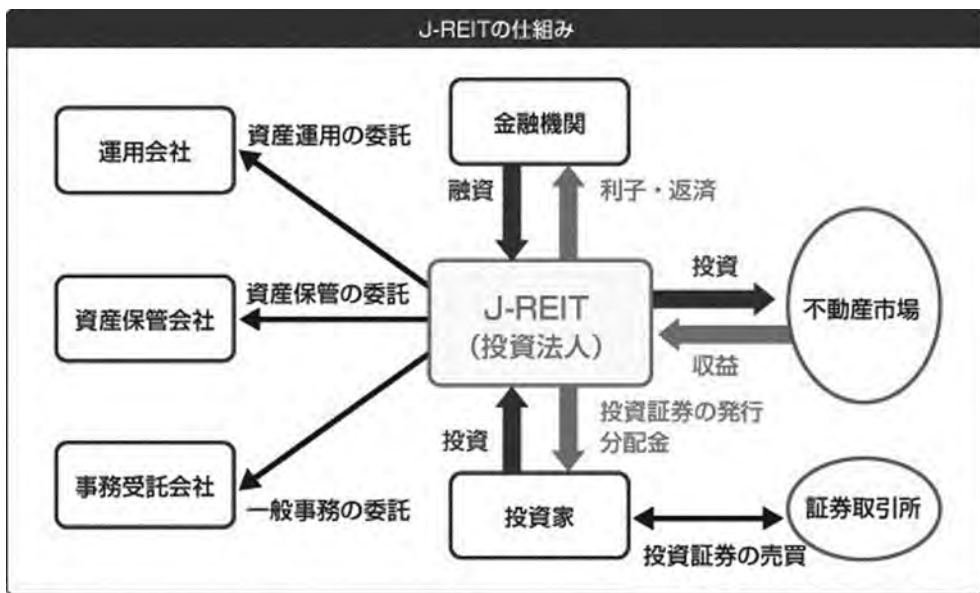 J-REITの仕組み
運用会社
資産運用の委託
金融機関
融資
利子・返済
資産保管会社
資産保管の委託
J-REIT
（投資法人）
投資
収益
不動産市場
事務受託会社
一般事務の委託
投資
投資証券の発行
分配金
投資家
証券取引所
投資証券の売買